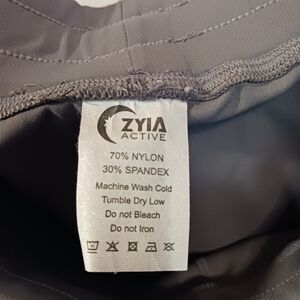 ZYIA
ACTIVE
70% NYLON
30% SPANDEX
Machine Wash Cold
Tumble Dry Low
Do not Bleach
Do not Iron